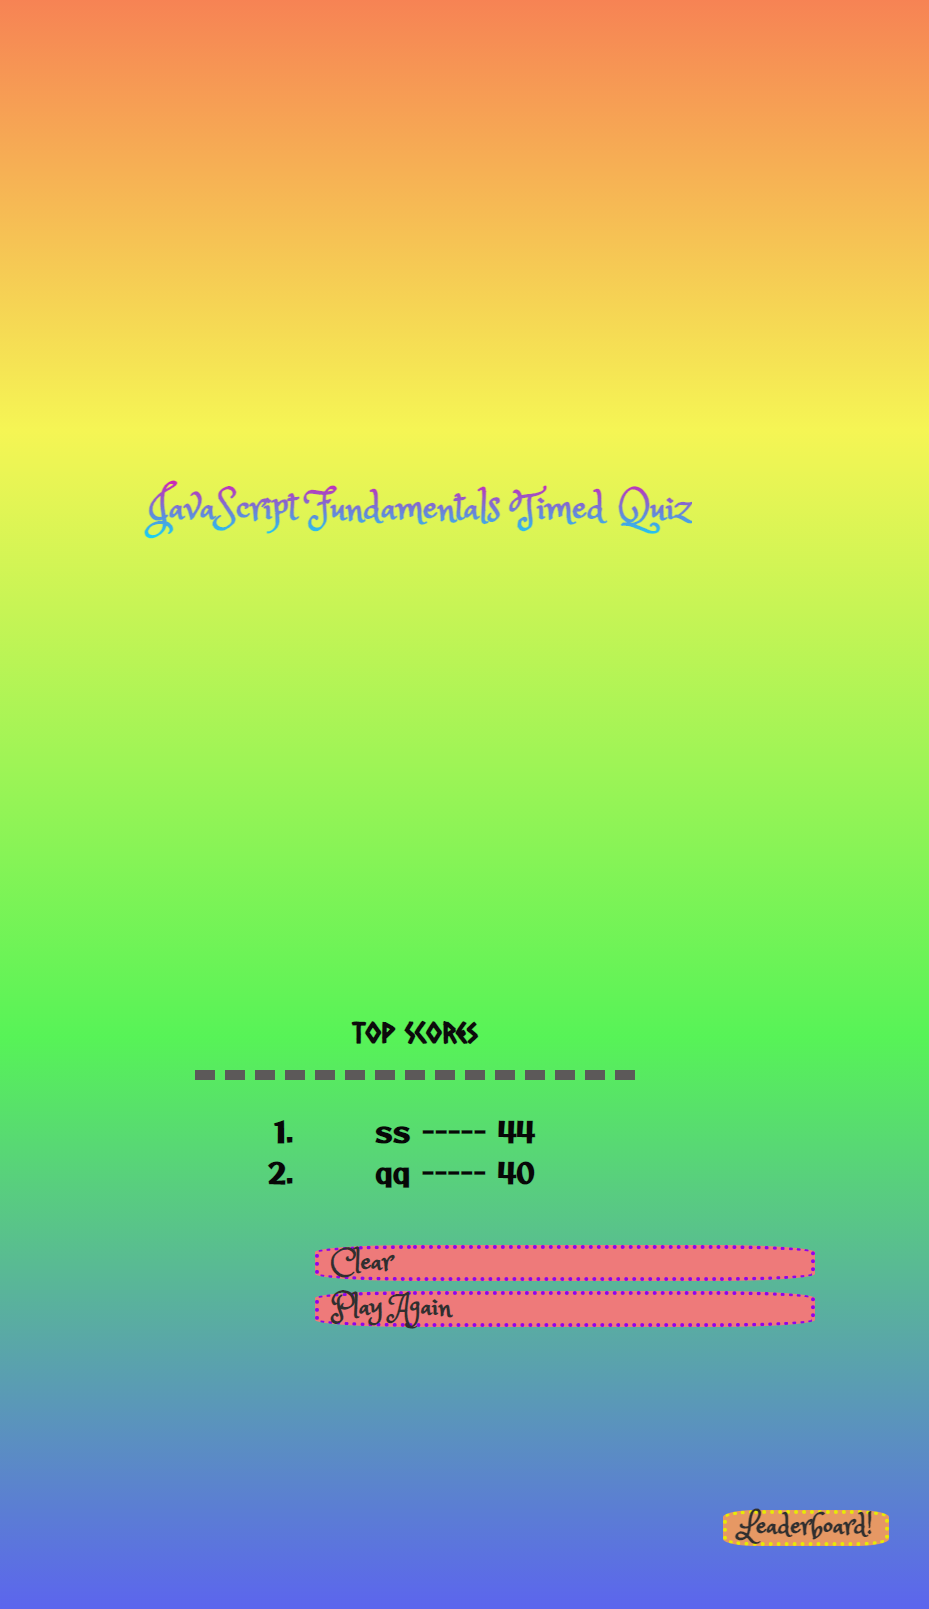 JavaScript Fundamentals Timed Quiz
TOP SCORES
1. ss ----- 44
2. qq ----- 40
Clear
Play Again
Leaderboard!